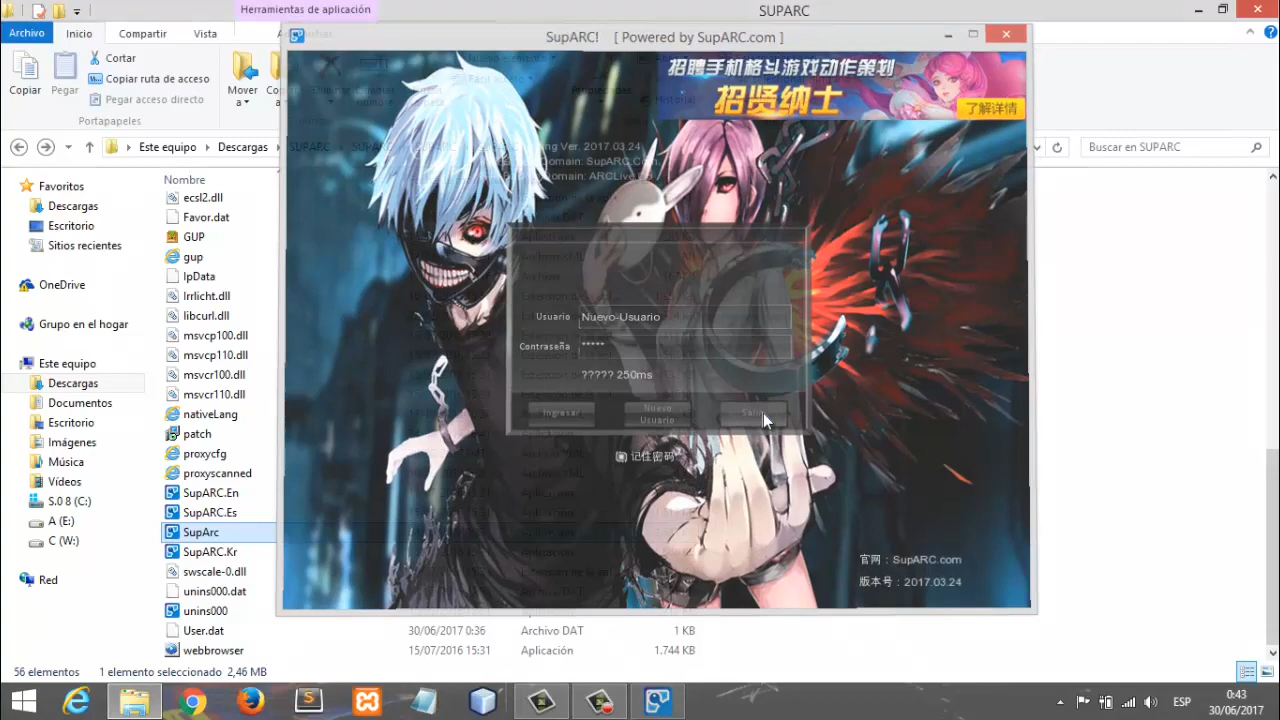 Herramientas de aplicación
SUPARC
Archivo
Inicio
Compartir
Vista
SupARC!   [ Powered by SupARC.com ]
Copiar
Pegar
Cortar
Copiar ruta de acceso
Pegar acceso directo
Mover
a
Portapapeles
招聘手机格斗游戏动作策划
招贤纳士
了解详情
Este equipo
Descargas
Buscar en SUPARC
Ver. 2017.03.24
Domain: SupARC.Com
Favoritos
Descargas
Escritorio
Sitios recientes
OneDrive
Grupo en el hogar
Este equipo
Descargas
Documentos
Escritorio
Imágenes
Música
Vídeos
S.0 8 (C:)
A (E:)
C (W:)
Red
Nombre
ecsl2.dll
Favor.dat
GUP
gup
IpData
Irrlicht.dll
libcurl.dll
msvcp100.dll
msvcp110.dll
msvcr100.dll
msvcr110.dll
nativeLang
patch
proxycfg
proxyscanned
SupARC.En
SupARC.Es
SupArc
SupARC.Kr
swscale-0.dll
unins000.dat
unins000
User.dat
webbrowser
Usuario
Nuevo-Usuario
Contraseña
*****
????? 250ms
Ingresar
Nuevo
Usuario
Salir
记住密码
官网：SupARC.com
版本号：2017.03.24
30/06/2017 0:36
Archivo DAT
1 KB
15/07/2016 15:31
Aplicación
1.744 KB
56 elementos
1 elemento seleccionado 2,46 MB
ESP
0:43
30/06/2017